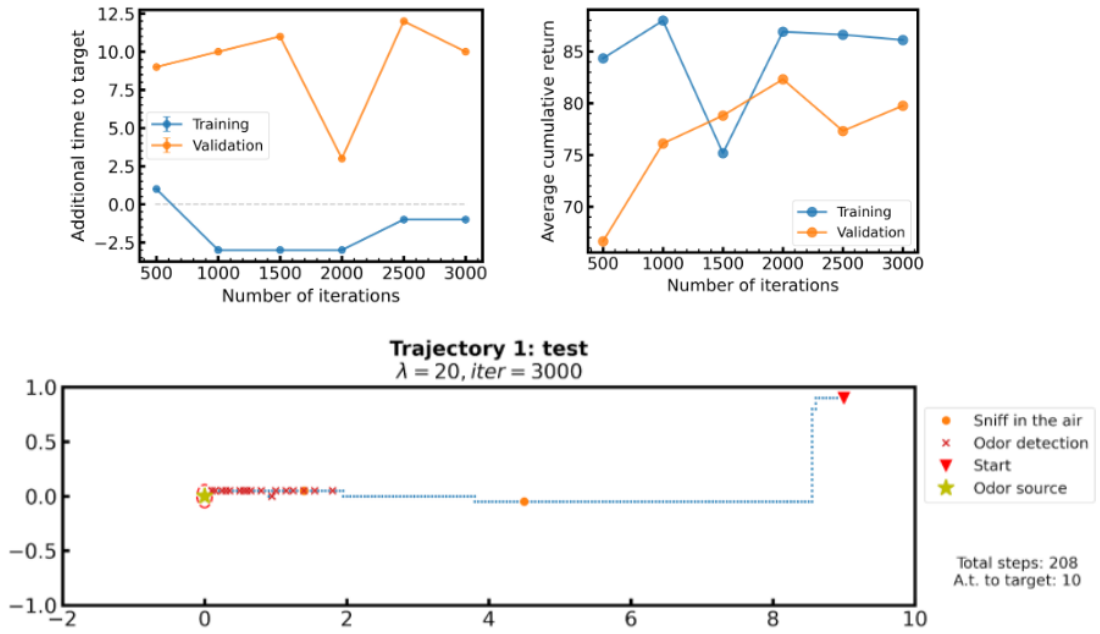 12.5
10.0
7.5
5.0
2.5
0.0
−2.5
Additional time to target
Training
Validation
500 1000 1500 2000 2500 3000
Number of iterations
85
80
75
70
Average cumulative return
Training
Validation
500 1000 1500 2000 2500 3000
Number of iterations
Trajectory 1: test
λ = 20, iter = 3000
1.0
0.5
0.0
−0.5
−1.0
−2 0 2 4 6 8 10
Sniff in the air
Odor detection
Start
Odor source
Total steps: 208
A.t. to target: 10